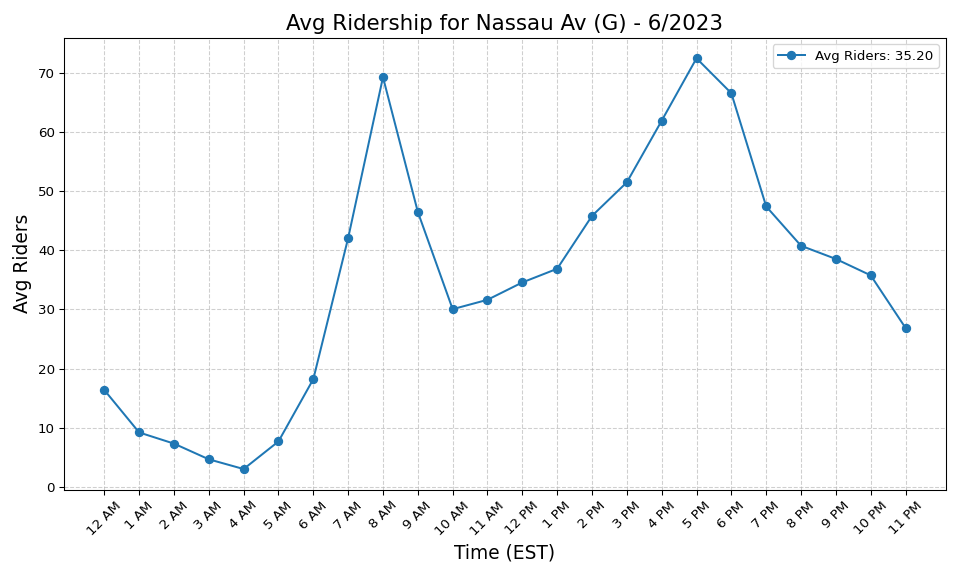 Avg Ridership for Nassau Av (G) - 6/2023
Avg Riders: 35.20
Avg Riders
70
60
50
40
30
20
10
0
12 AM
1 AM
2 AM
3 AM
4 AM
5 AM
6 AM
7 AM
8 AM
9 AM
10 AM
11 AM
12 PM
1 PM
2 PM
3 PM
4 PM
5 PM
6 PM
7 PM
8 PM
9 PM
10 PM
11 PM
Time (EST)